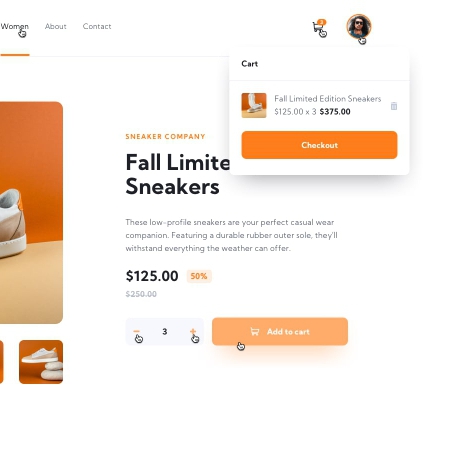 Women About Contact
3
Cart
Fall Limited Edition Sneakers
$125.00 x 3 $375.00
Checkout
SNEAKER COMPANY
Fall Limite
Sneakers
These low-profile sneakers are your perfect casual wear
companion. Featuring a durable rubber outer sole, they'll
withstand everything the weather can offer.
$125.00 50%
$250.00
3 Add to cart